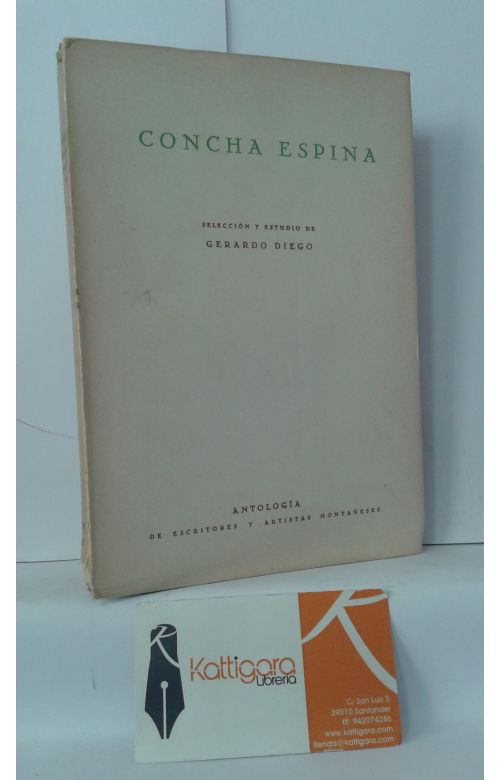 CONCHA ESPINA
SELECCIÓN Y ESTUDIO DE
GERARDO DIEGO
ANTOLOGÍA
DE ESCRITORES Y ARTISTAS MONTAÑESES
Kattigara
Librería
C/ San Luis 5
39010 Santander
tlf: 942074286
www.kattigara.com
tienda@kattigara.com